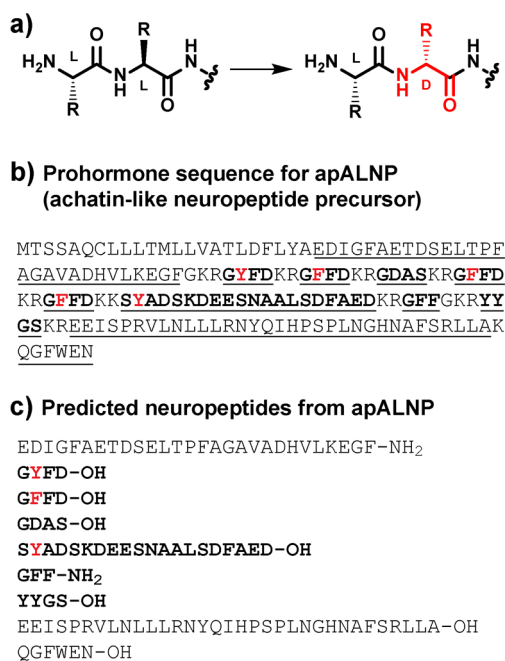 a)
H2N L R O N H L R O H N
H2N L R O N H D R O H N
b) Prohormone sequence for apALNP
(achatin-like neuropeptide precursor)
MTSSAQCLLLTMLLVATLDFLYAEDIGFAETDSELTPF
AGAVADHVLKEGFGKRGYFDKRGFFDKRGDASKRGFFD
KRGFFDKKSYADSKDEESNAALSDFAEDKRGFFGKRYY
GSKREEISPRVLNLLLRNYQIHPSPLNGHNAFSRLLAK
QGFWEN
c) Predicted neuropeptides from apALNP
EDIGFAETDSELTPFAGAVADHVLKEGF-NH2
GYFD-OH
GFFD-OH
GDAS-OH
SYADSKDEESNAALSDFAED-OH
GFF-NH2
YYGS-OH
EEISPRVLNLLLRNYQIHPSPLNGHNAFSRLLA-OH
QGFWEN-OH